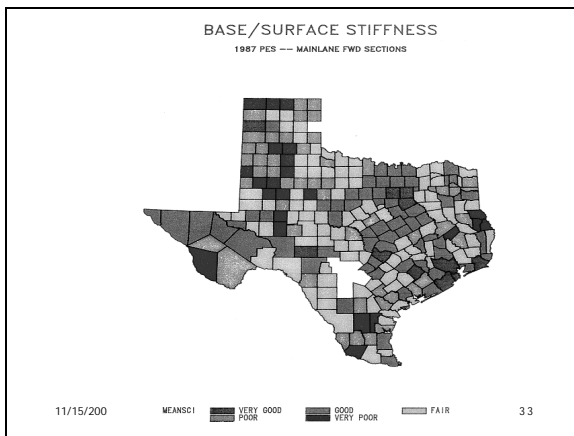 BASE/SURFACE STIFFNESS
1987 PES —— MAINLANE FWD SECTIONS
11/15/200
MEANSCI VERY GOOD GOOD FAIR
POOR VERY POOR
33